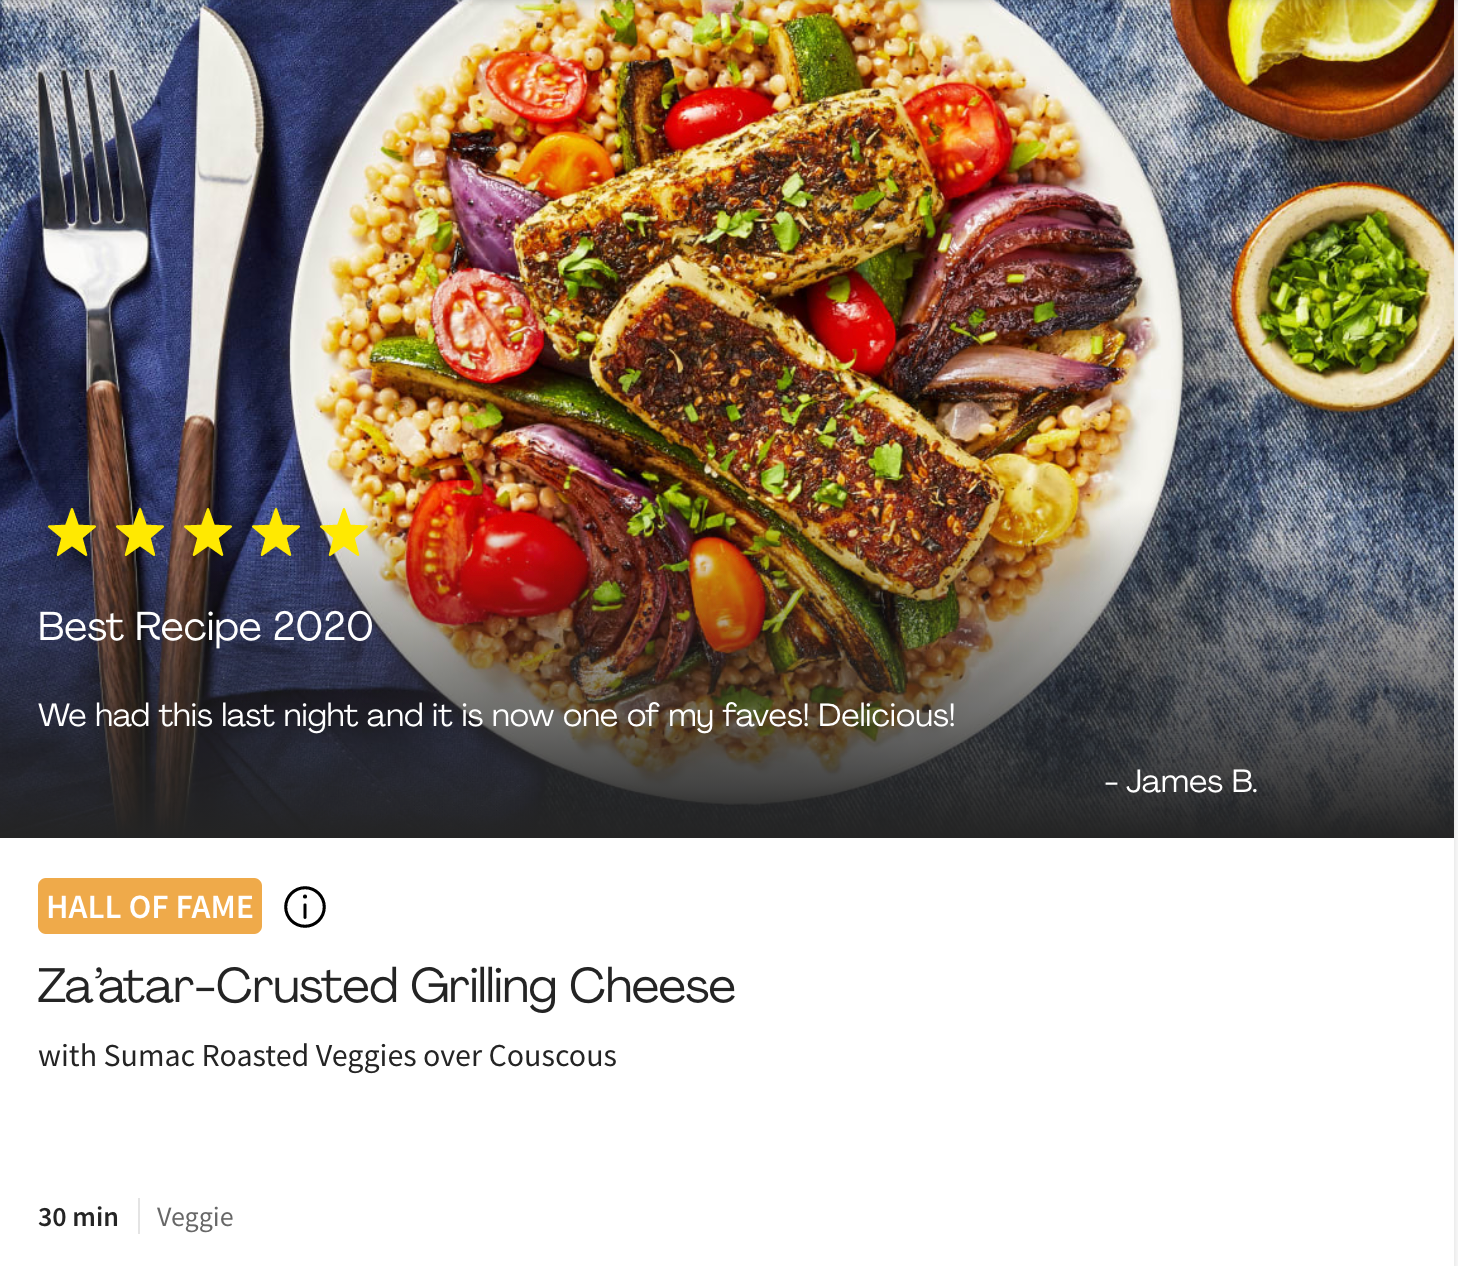 Best Recipe 2020
We had this last night and it is now one of my faves! Delicious!
- James B.
HALL OF FAME
Za’atar-Crusted Grilling Cheese
with Sumac Roasted Veggies over Couscous
30 min Veggie